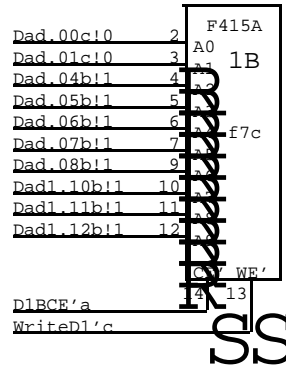 F415A
Dad.00c!0 2 A0
Dad.01c!0 3 A1 1B
Dad.04b!1 4
Dad.05b!1 5
Dad.06b!1 6 f7c
Dad.07b!1 7
Dad.08b!1 9
Dad1.10b!1 10
Dad1.11b!1 11
Dad1.12b!1 12
WE'
14 13
D1BCE'a
WriteD1'c
SS